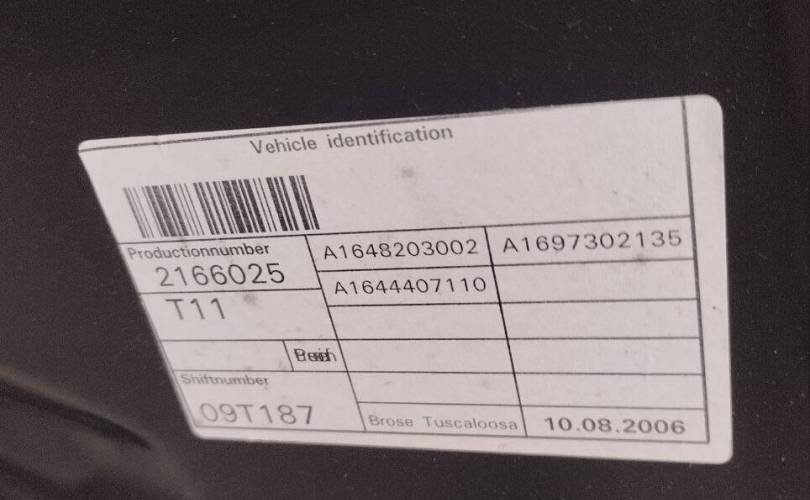 Vehicle identification
Productionnumber
2166025
A1648203002
A1697302135
A1644407110
T11
Shiftnumber
09T187
Brose Tuscaloosa
10.08.2006